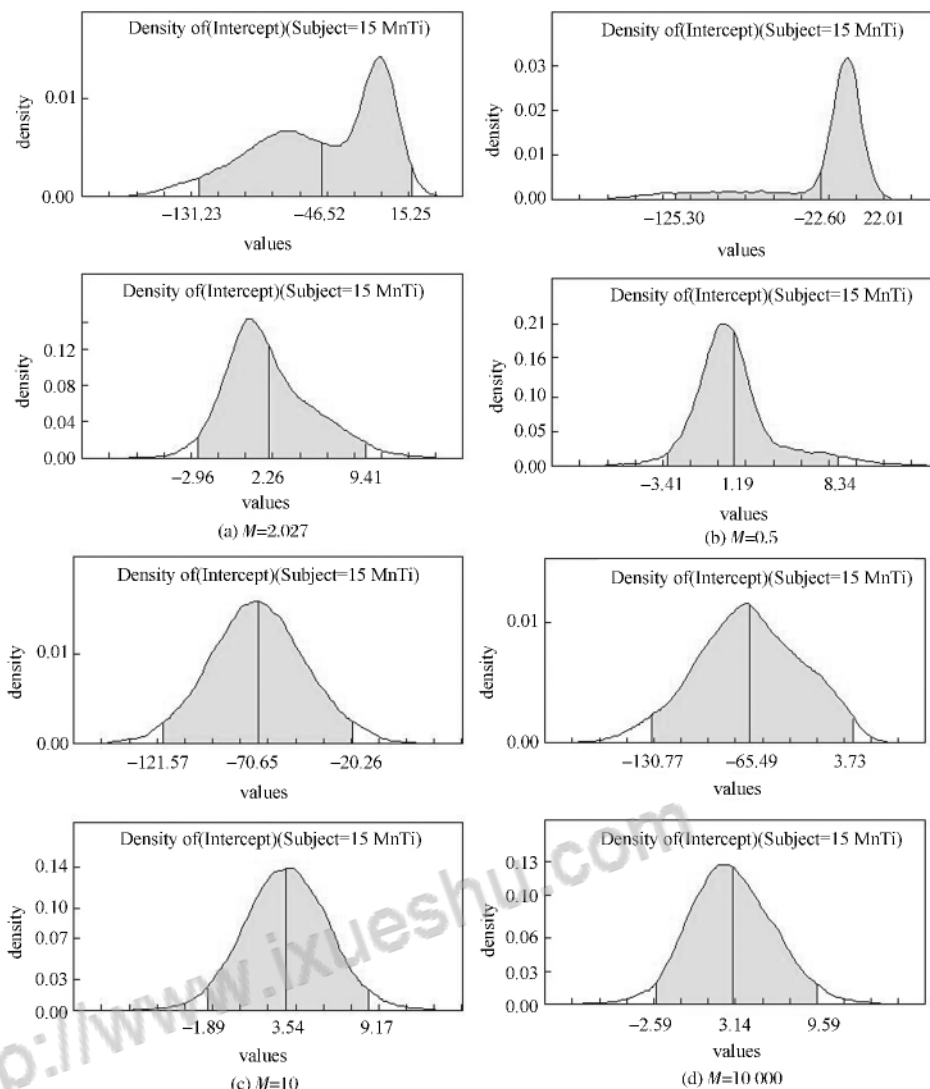 Density of(Intercept)(Subject=15 MnTi)
0.01
0.00
density
-131,23 -46,52 15.25
values
Density of(Intercept)(Subject=15 MnTi)
0.03
0.02
0.01
0.00
density
-125.30 -22.60 22.01
values
Density of(Intercept)(Subject=15 MnTi)
0.12
0.08
0.04
0.00
density
-2.96 2.26 9.41
values
(a) M=2.027
Density of(Intercept)(Subject=15 MnTi)
0.21
0.16
0.10
0.05
0.00
density
-3.41 1.19 8.34
values
(b) M=0.5
Density of(Intercept)(Subject=15 MnTi)
0.01
0.00
density
-121.57 -70.65 -20.26
values
Density of(Intercept)(Subject=15 MnTi)
0.01
0.00
density
-130.77 -65.49 3.73
values
Density of(Intercept)(Subject=15 MnTi)
0.14
0.10
0.07
0.03
0.00
density
-1.89 3.54 9.17
values
(c) M=10
Density of(Intercept)(Subject=15 MnTi)
0.13
0.10
0.06
0.03
0.00
density
-2.59 3.14 9.59
values
(d) M=10 000
p://www.ixueshu.com